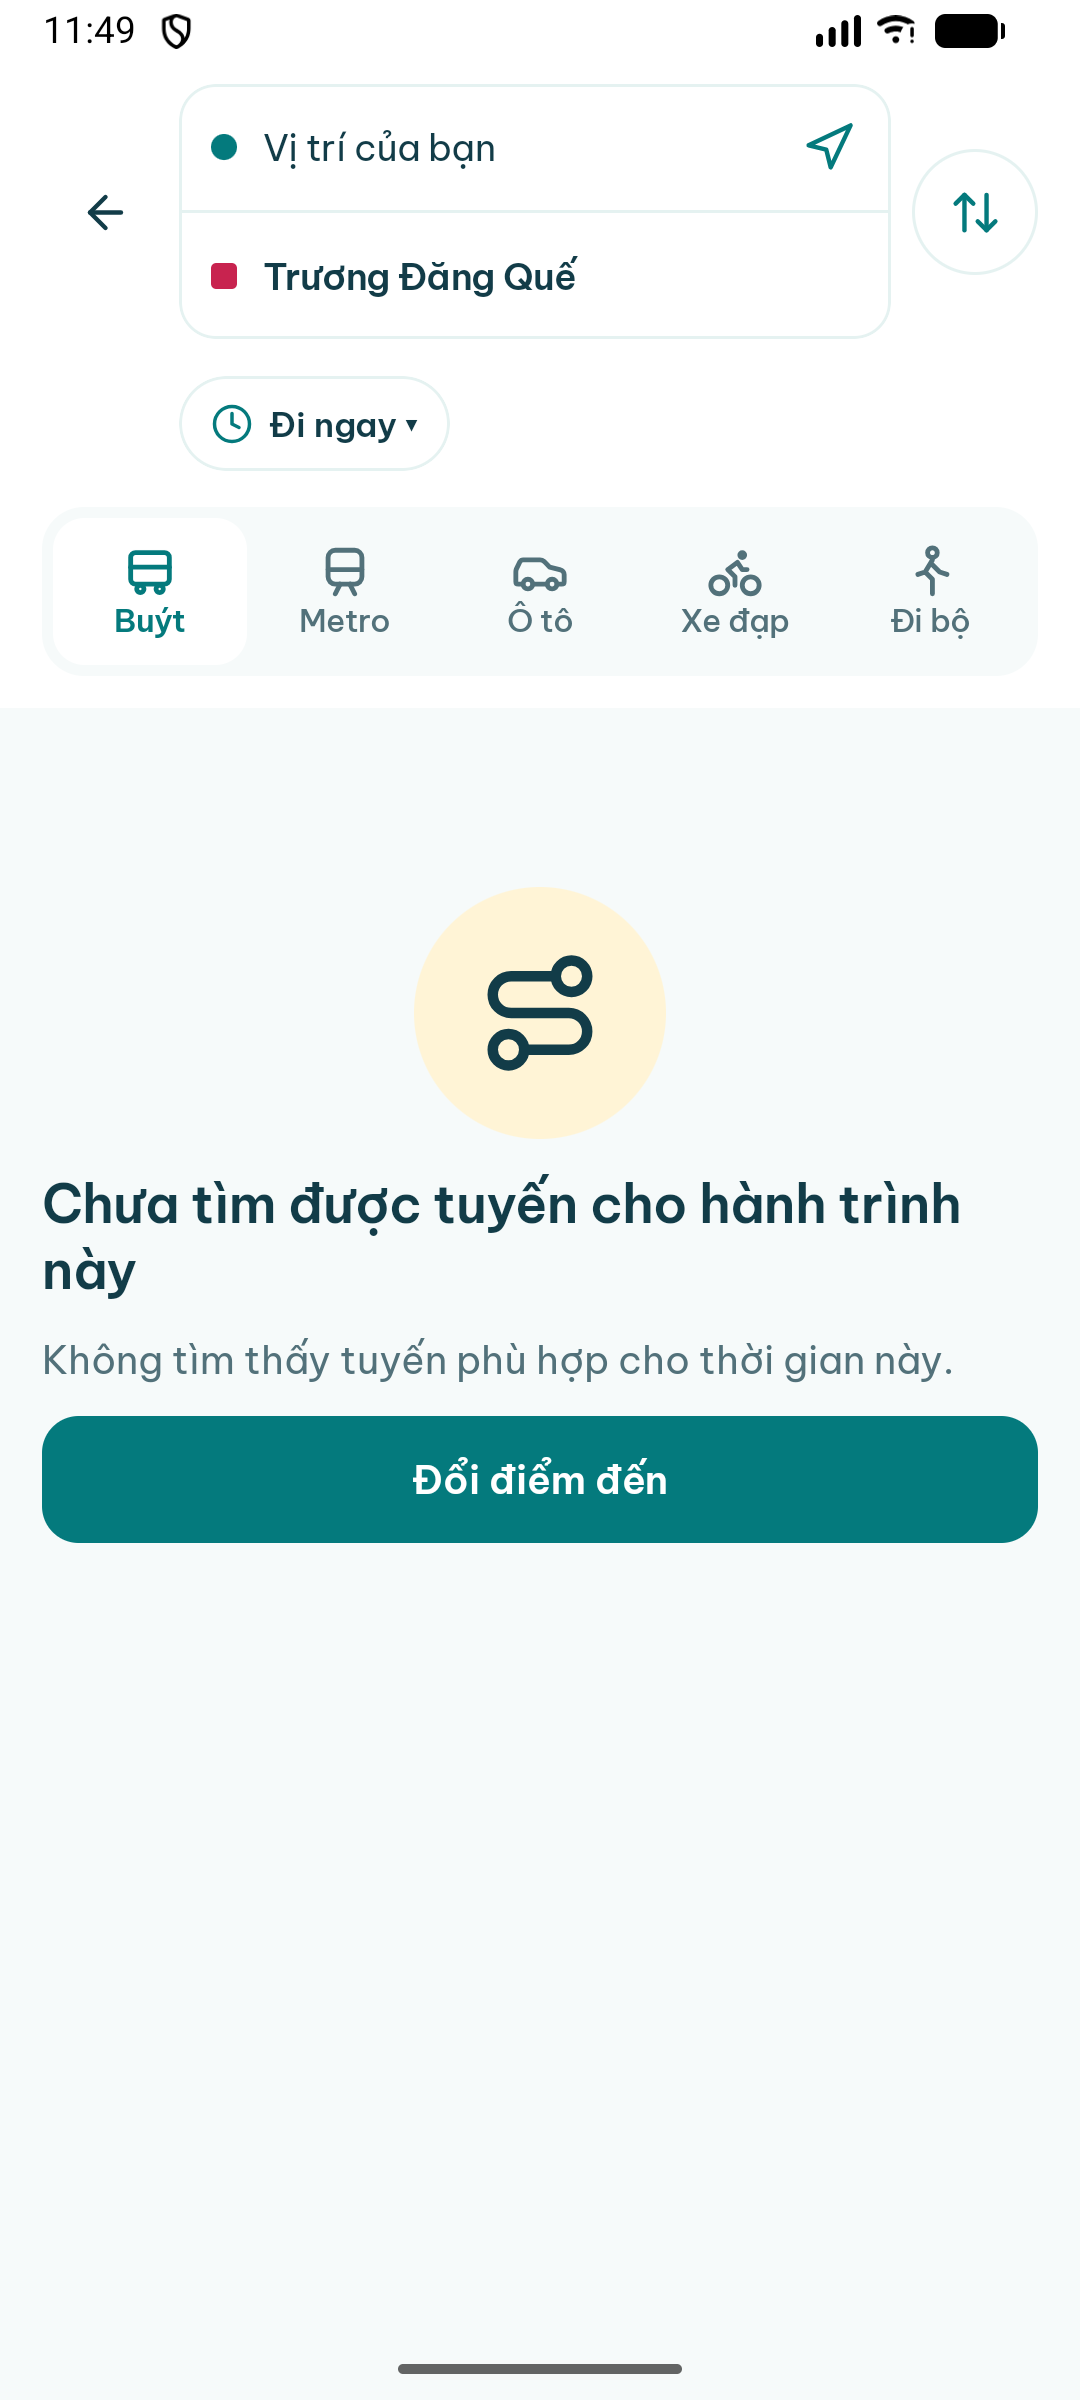 11:49
Vị trí của bạn
Trương Đăng Quế
Đi ngay
Buýt
Metro
Ô tô
Xe đạp
Đi bộ
Chưa tìm được tuyến cho hành trình
này
Không tìm thấy tuyến phù hợp cho thời gian này.
Đổi điểm đến